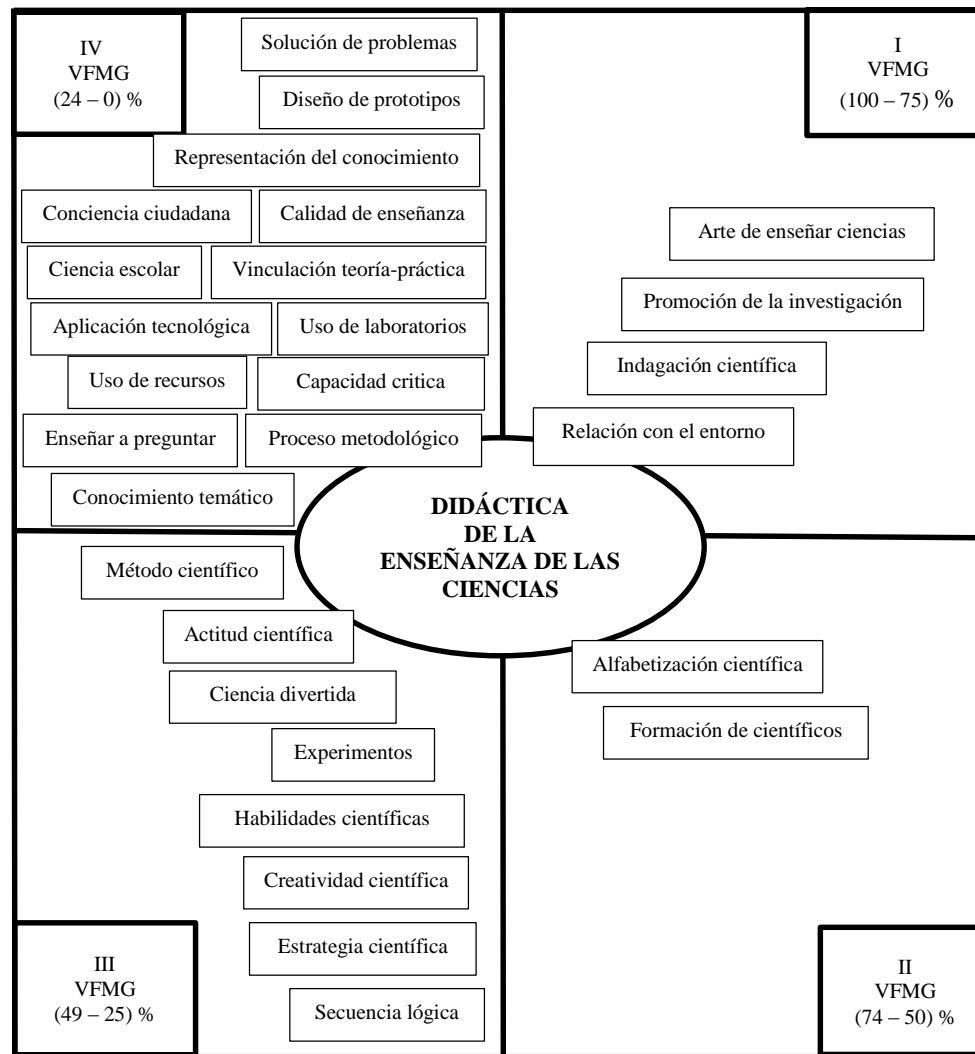 IV
VFMG
(24 – 0) %
Solución de problemas
Diseño de prototipos
Representación del conocimiento
Conciencia ciudadana
Calidad de enseñanza
Ciencia escolar
Vinculación teoría-práctica
Aplicación tecnológica
Uso de laboratorios
Uso de recursos
Capacidad critica
Enseñar a preguntar
Proceso metodológico
Conocimiento temático
I
VFMG
(100 – 75) %
Arte de enseñar ciencias
Promoción de la investigación
Indagación científica
Relación con el entorno
DIDÁCTICA
DE LA
ENSEÑANZA DE LAS
CIENCIAS
Método científico
Actitud científica
Ciencia divertida
Experimentos
Habilidades científicas
Creatividad científica
Estrategia científica
Secuencia lógica
III
VFMG
(49 – 25) %
Alfabetización científica
Formación de científicos
II
VFMG
(74 – 50) %